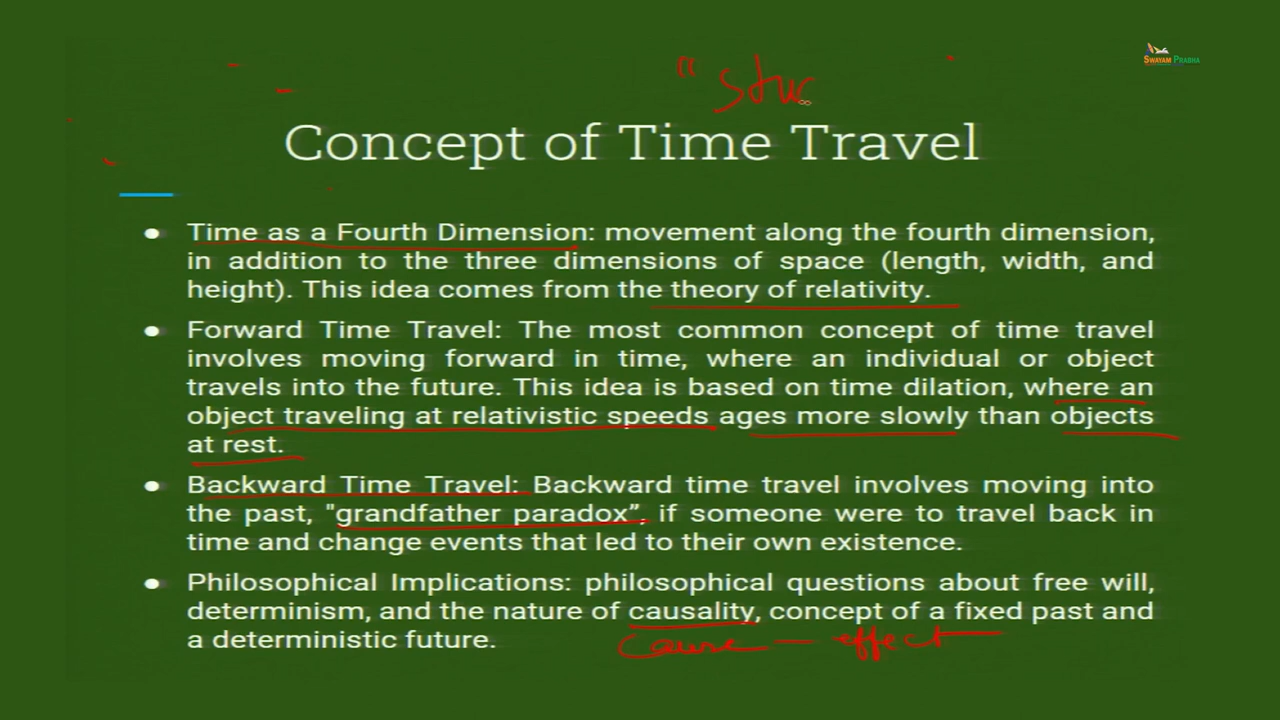 SWAYAM PRABHA
Concept of Time Travel
● Time as a Fourth Dimension: movement along the fourth dimension,
in addition to the three dimensions of space (length, width, and
height). This idea comes from the theory of relativity.
● Forward Time Travel: The most common concept of time travel
involves moving forward in time, where an individual or object
travels into the future. This idea is based on time dilation, where an
object traveling at relativistic speeds ages more slowly than objects
at rest.
● Backward Time Travel: Backward time travel involves moving into
the past, "grandfather paradox”, if someone were to travel back in
time and change events that led to their own existence.
● Philosophical Implications: philosophical questions about free will,
determinism, and the nature of causality, concept of a fixed past and
a deterministic future.
cause — effect